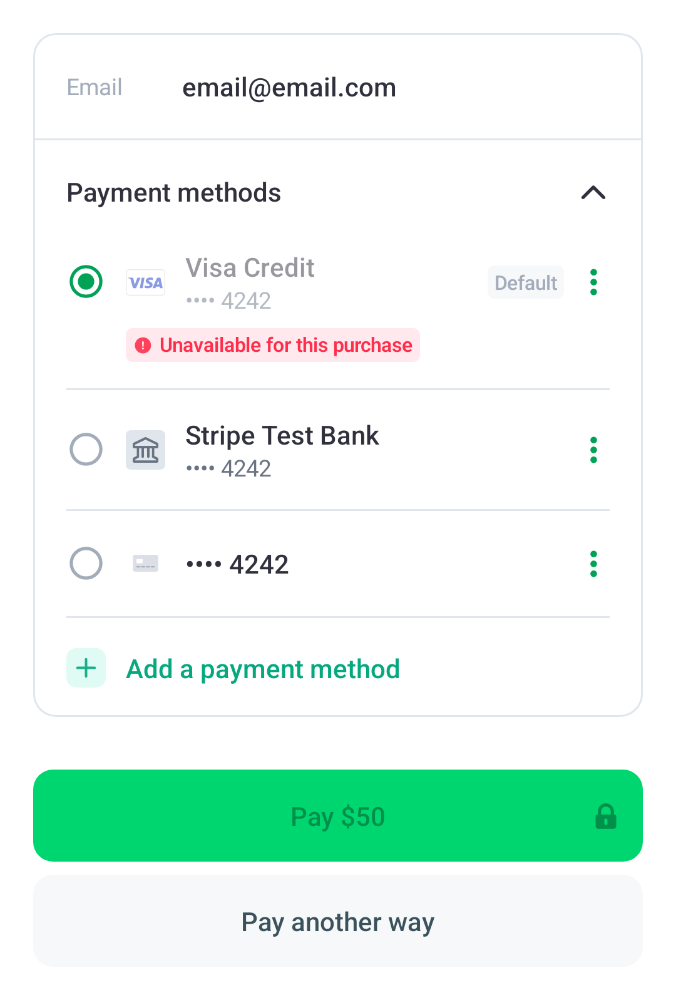 Email email@email.com
Payment methods
VISA Visa Credit Default
•••• 4242
Unavailable for this purchase
Stripe Test Bank
•••• 4242
•••• 4242
Add a payment method
Pay $50
Pay another way